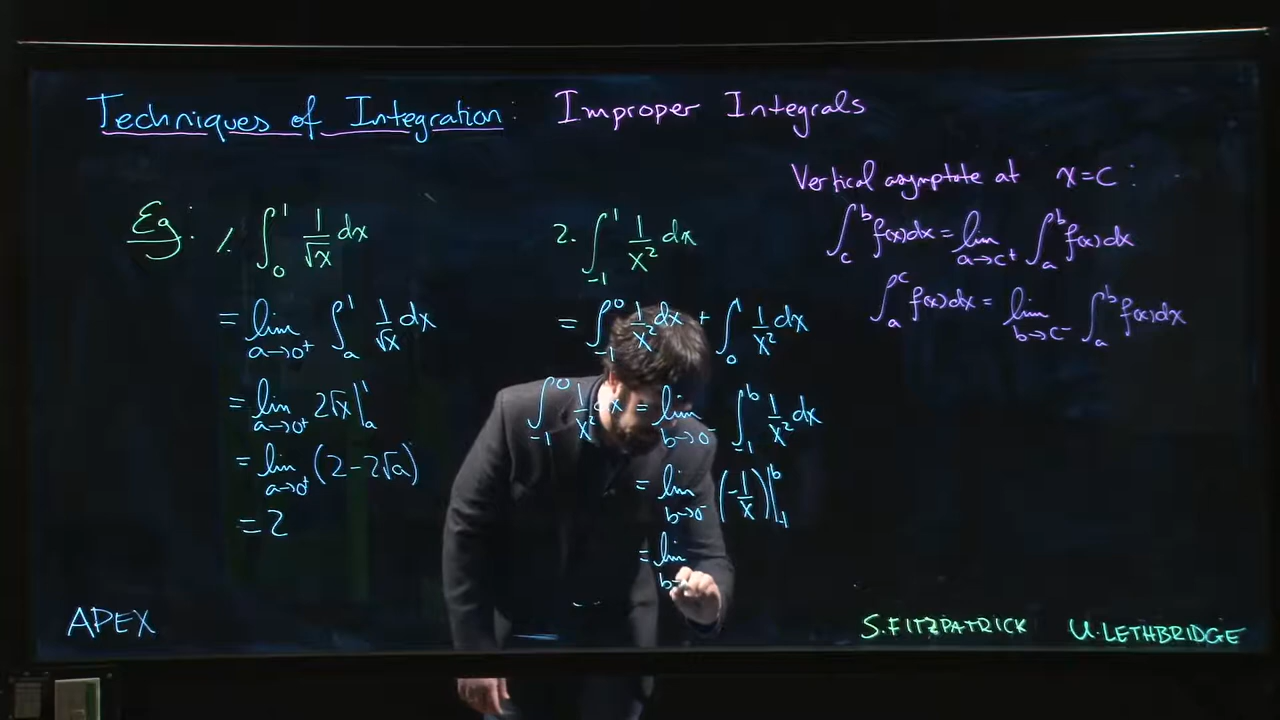 Techniques of Integration: Improper Integrals
Vertical asymptote at x=c:
∫_c^b f(x)dx = lim_{a→c⁺} ∫_a^b f(x)dx
∫_a^c f(x)dx = lim_{b→c⁻} ∫_a^b f(x)dx
Eg: 1. ∫_0^1 1/√x dx
= lim_{a→0⁺} ∫_a^1 1/√x dx
= lim_{a→0⁺} 2√x |_a^1
= lim_{a→0⁺} (2-2√a)
= 2
2. ∫_{-1}^1 1/x² dx
= ∫_{-1}^0 1/x² dx + ∫_0^1 1/x² dx
∫_{-1}^0 1/x² dx = lim_{b→0⁻} ∫_{-1}^b 1/x² dx
= lim_{b→0⁻} (-1/x)|_{-1}^b
= lim_{b→
APEX
S.FITZPATRICK U.LETHBRIDGE